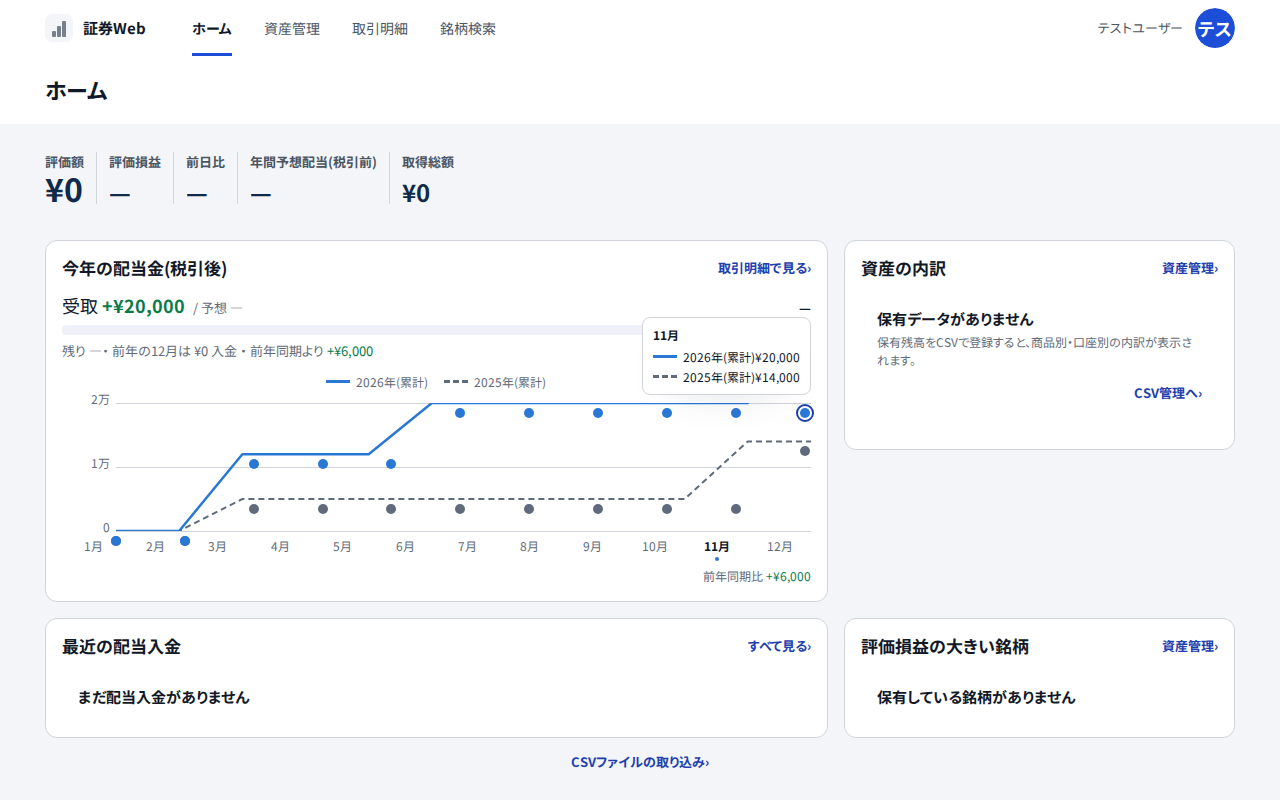 証券Web
ホーム
資産管理
取引明細
銘柄検索
テストユーザー
テス
ホーム
評価額
¥0
評価損益
—
前日比
—
年間予想配当(税引前)
—
取得総額
¥0
今年の配当金(税引後)
取引明細で見る›
受取 +¥20,000 / 予想 —
—
残り —・前年の12月は ¥0 入金・前年同期より +¥6,000
11月
2026年(累計)¥20,000
2025年(累計)¥14,000
2026年(累計)
2025年(累計)
2万
1万
0
1月 2月 3月 4月 5月 6月 7月 8月 9月 10月 11月 12月
前年同期比 +¥6,000
資産の内訳
資産管理›
保有データがありません
保有残高をCSVで登録すると、商品別・口座別の内訳が表示さ
れます。
CSV管理へ›
最近の配当入金
すべて見る›
まだ配当入金がありません
評価損益の大きい銘柄
資産管理›
保有している銘柄がありません
CSVファイルの取り込み›